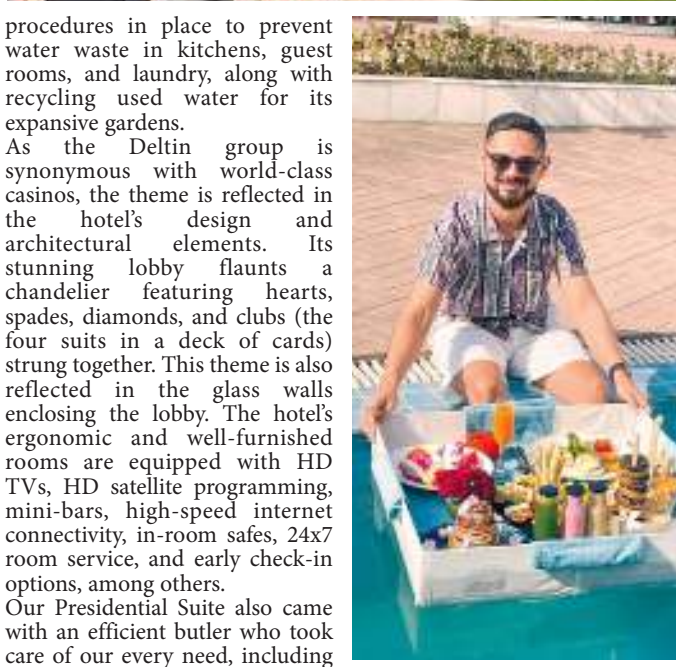 procedures in place to prevent
water waste in kitchens, guest
rooms, and laundry, along with
recycling used water for its
expansive gardens.
As the Deltin group is
synonymous with world-class
casinos, the theme is reflected in
the hotel's design and
architectural elements. Its
stunning lobby flaunts a
chandelier featuring hearts,
spades, diamonds, and clubs (the
four suits in a deck of cards)
strung together. This theme is also
reflected in the glass walls
enclosing the lobby. The hotel's
ergonomic and well-furnished
rooms are equipped with HD
TVs, HD satellite programming,
mini-bars, high-speed internet
connectivity, in-room safes, 24x7
room service, and early check-in
options, among others.
Our Presidential Suite also came
with an efficient butler who took
care of our every need, including